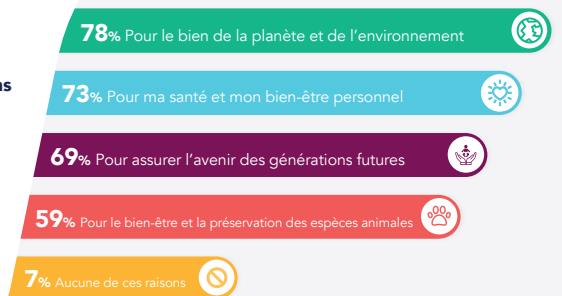 78% Pour le bien de la planète et de l'environnement
73% Pour ma santé et mon bien-être personnel
69% Pour assurer l'avenir des générations futures
59% Pour le bien-être et la préservation des espèces animales
7% Aucune de ces raisons